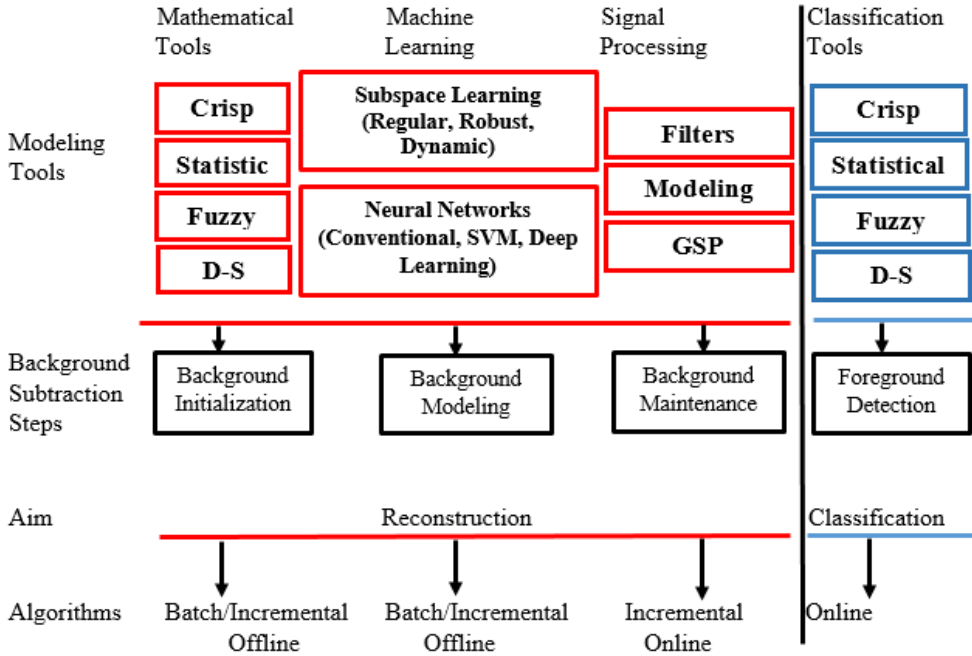 Mathematical
Tools
Machine
Learning
Signal
Processing
Classification
Tools
Modeling
Tools
Crisp
Statistic
Fuzzy
D-S
Subspace Learning
(Regular, Robust,
Dynamic)
Neural Networks
(Conventional, SVM, Deep
Learning)
Filters
Modeling
GSP
Crisp
Statistical
Fuzzy
D-S
Background
Subtraction
Steps
Background
Initialization
Background
Modeling
Background
Maintenance
Foreground
Detection
Aim
Reconstruction
Classification
Algorithms
Batch/Incremental
Offline
Batch/Incremental
Offline
Incremental
Online
Online